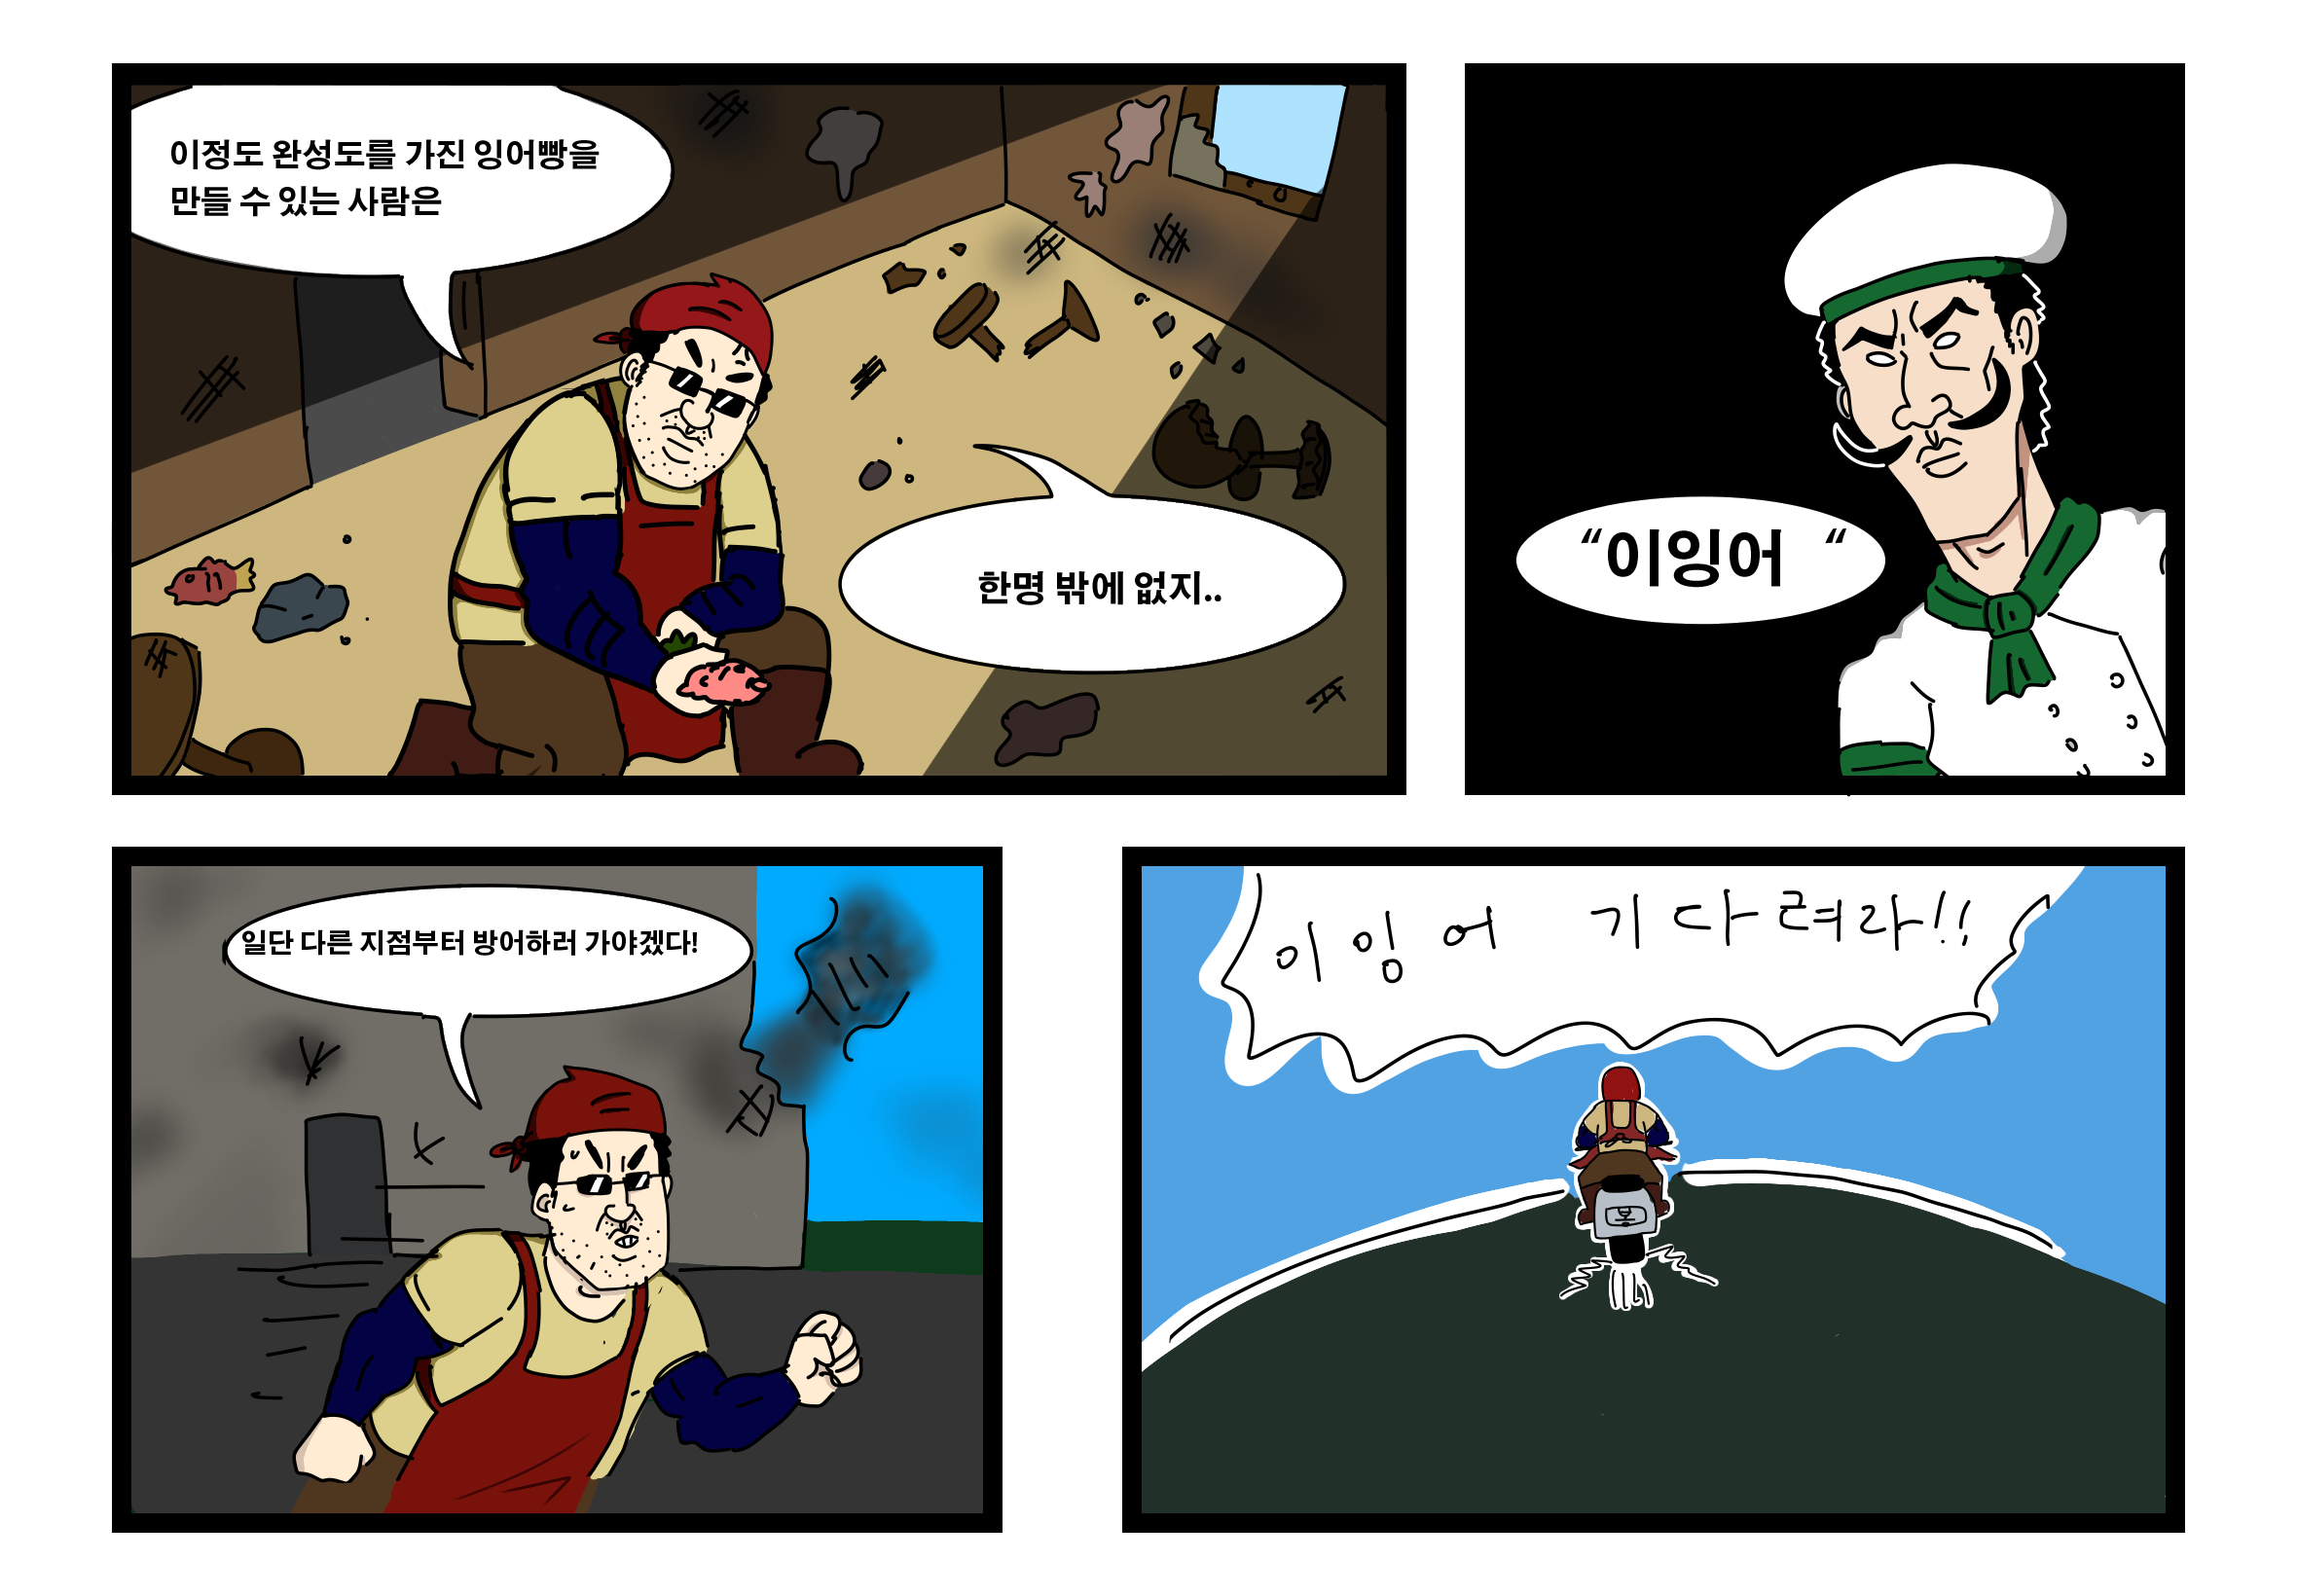 이정도 완성도를 가진 잉어빵을
만들 수 있는 사람은
한명 밖에 없지..
“이잉어 “
일단 다른 지점부터 방어하러 가야겠다!
이잉어 기다려라!!